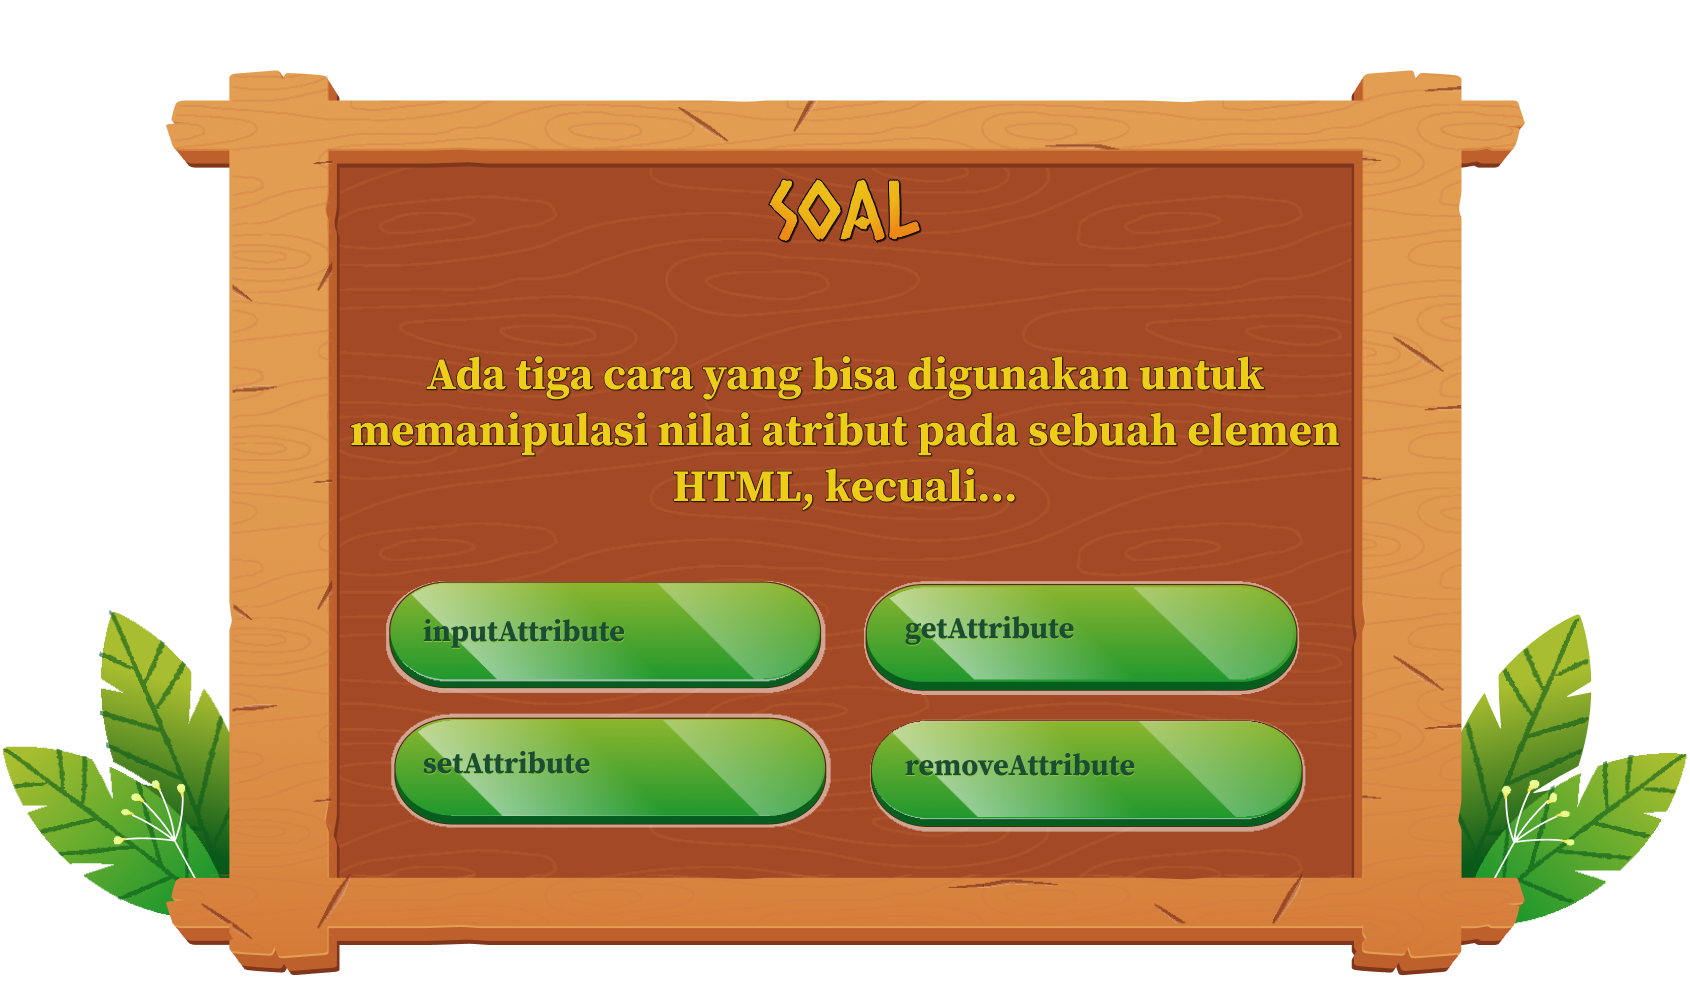 SOAL
Ada tiga cara yang bisa digunakan untuk
memanipulasi nilai atribut pada sebuah elemen
HTML, kecuali...
inputAttribute
getAttribute
setAttribute
removeAttribute